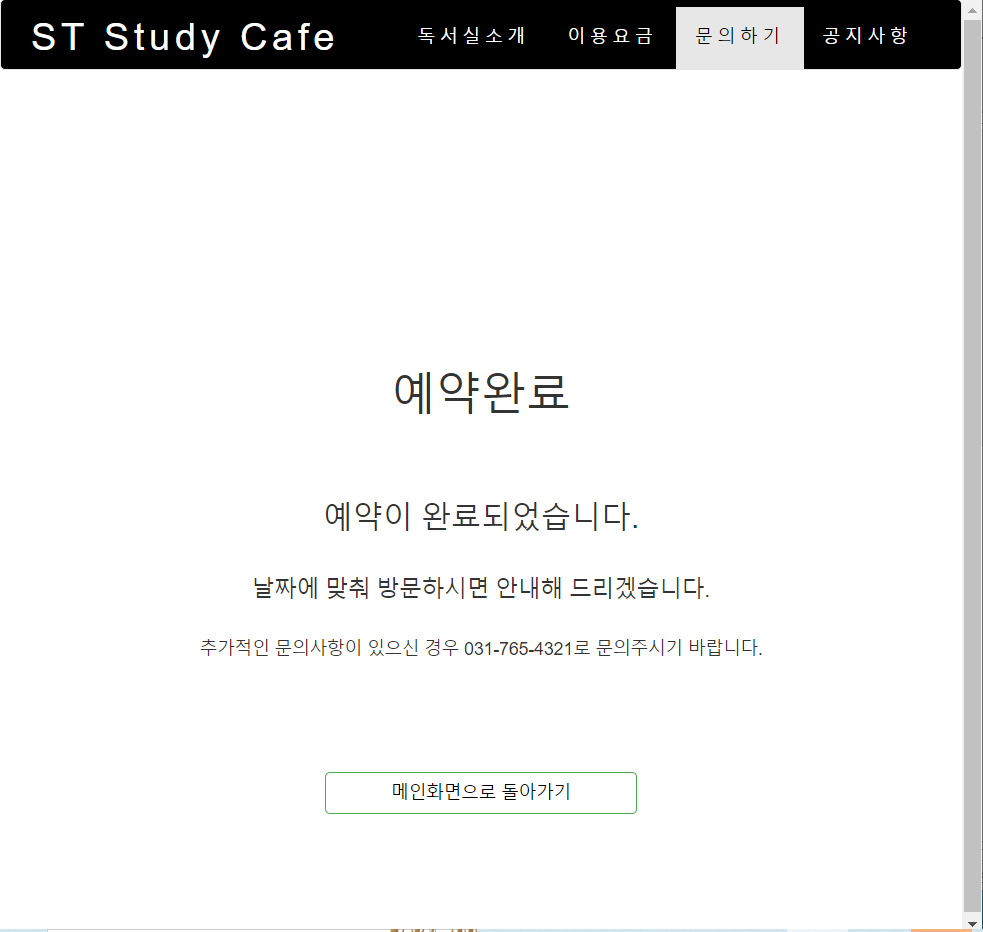 ST Study Cafe 독서실소개 이용요금 문의하기 공지사항
예약완료
예약이 완료되었습니다.
날짜에 맞춰 방문하시면 안내해 드리겠습니다.
추가적인 문의사항이 있으신 경우 031-765-4321로 문의주시기 바랍니다.
메인화면으로 돌아가기